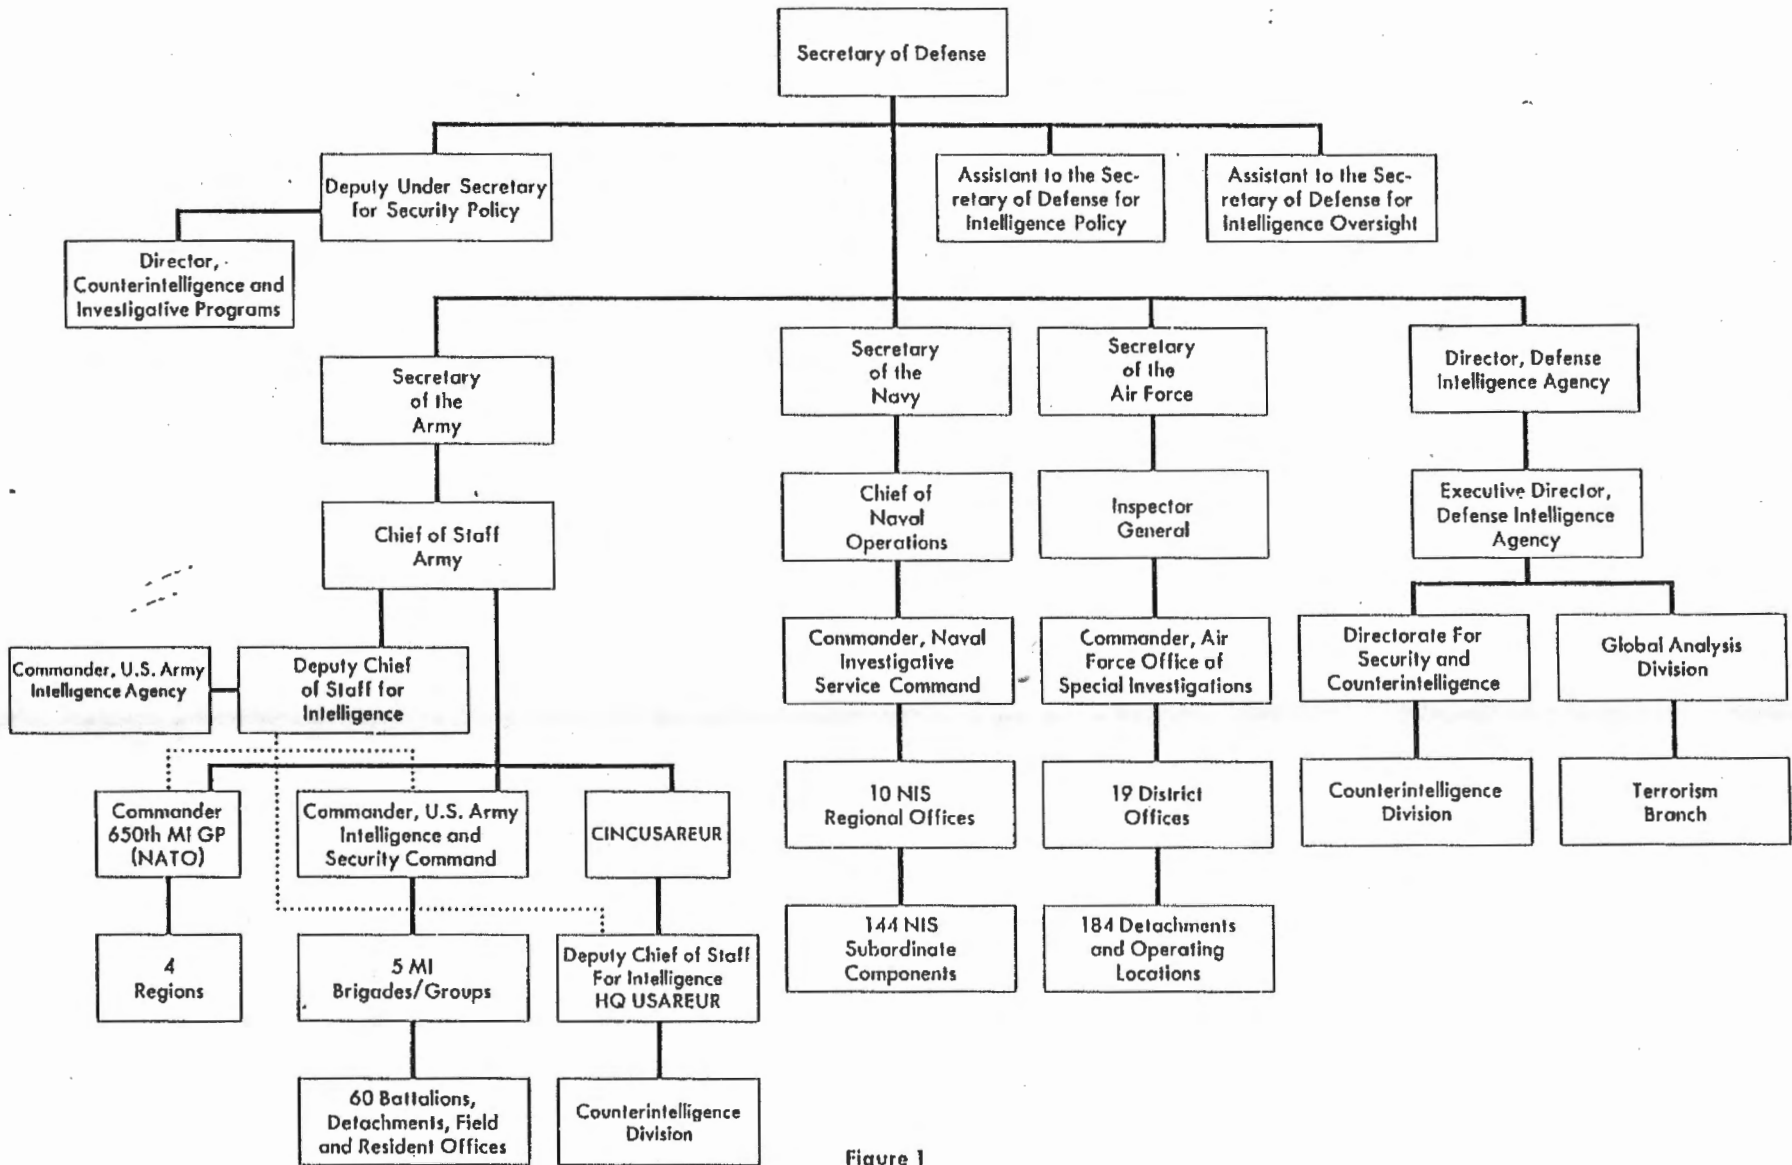 Secretary of Defense
Deputy Under Secretary
for Security Policy
Assistant to the Sec-
retary of Defense for
Intelligence Policy
Assistant to the Sec-
retary of Defense for
Intelligence Oversight
Director,
Counterintelligence and
Investigative Programs
Secretary
of the
Army
Secretary
of the
Navy
Secretary
of the
Air Force
Director, Defense
Intelligence Agency
Chief of Staff
Army
Chief of
Naval
Operations
Inspector
General
Executive Director,
Defense Intelligence
Agency
Commander, U.S. Army
Intelligence Agency
Deputy Chief
of Staff for
Intelligence
Commander, Naval
Investigative
Service Command
Commander, Air
Force Office of
Special Investigations
Directorate For
Security and
Counterintelligence
Global Analysis
Division
Commander
650th MI GP
(NATO)
Commander, U.S. Army
Intelligence and
Security Command
CINCUSAREUR
10 NIS
Regional Offices
19 District
Offices
Counterintelligence
Division
Terrorism
Branch
4
Regions
5 MI
Brigades/Groups
Deputy Chief of Staff
For Intelligence
HQ USAREUR
144 NIS
Subordinate
Components
184 Detachments
and Operating
Locations
60 Battalions,
Detachments, Field
and Resident Offices
Counterintelligence
Division
Figure 1